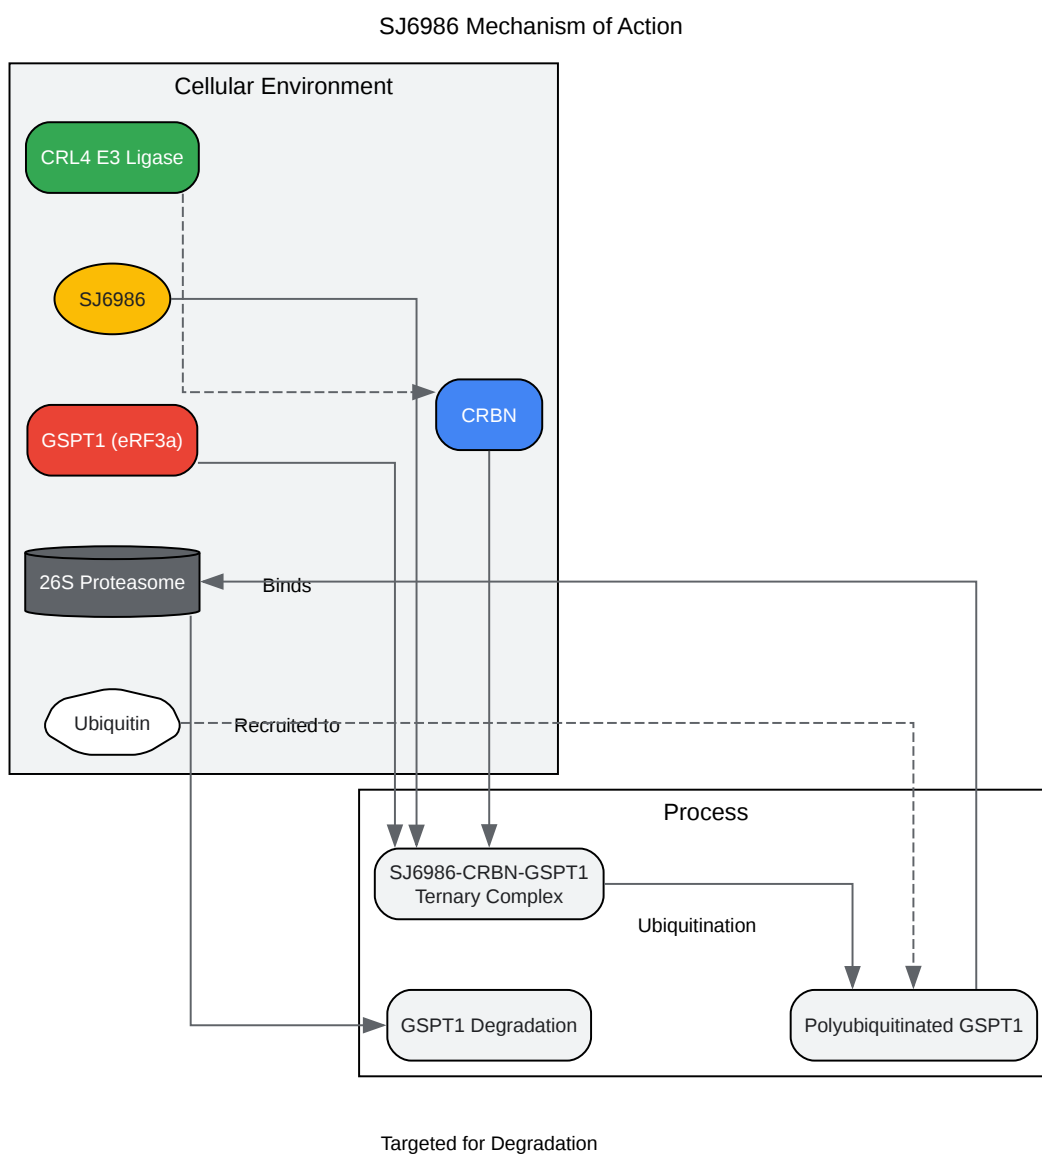 SJ6986 Mechanism of Action
Cellular Environment
CRL4 E3 Ligase
SJ6986
CRBN
GSPT1 (eRF3a)
26S Proteasome
Binds
Ubiquitin
Recruited to
Process
SJ6986-CRBN-GSPT1
Ternary Complex
Ubiquitination
GSPT1 Degradation
Polyubiquitinated GSPT1
Targeted for Degradation